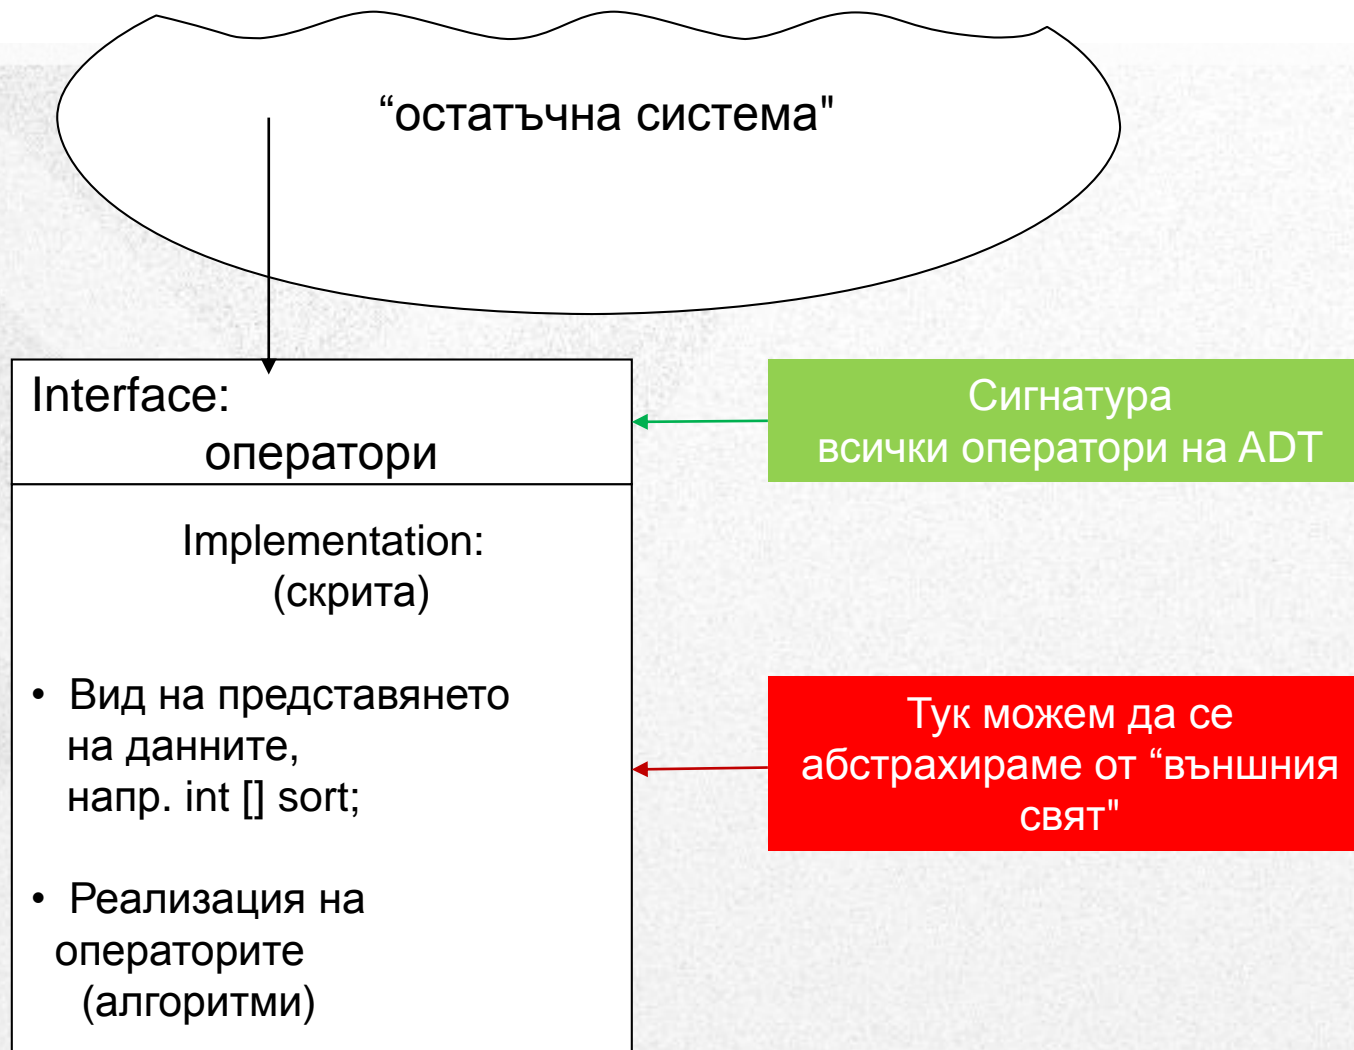 “остатъчна система"
Interface:
оператори
Сигнатура
всички оператори на ADT
Implementation:
(скрита)
• Вид на представянето
на данните,
напр. int [] sort;
Тук можем да се
абстрахираме от “външния
свят"
• Реализация на
операторите
(алгоритми)